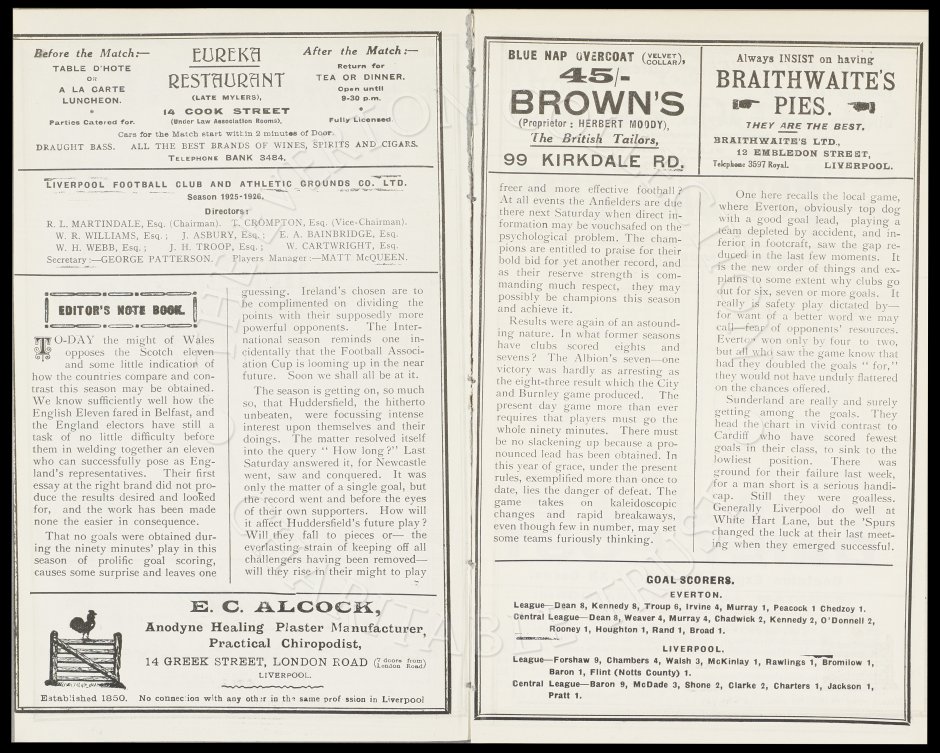 Before the Match:—
TABLE D'HOTE
OR
A LA CARTE
LUNCHEON.
Parties Catered for.
EUREKA
RESTAURANT
(LATE MYLERS),
14 COOK STREET
(Under Law Association Rooms),
After the Match:—
Return for
TEA OR DINNER.
Open until
9-30 p.m.
Fully Licensed.
Cars for the Match start within 2 minutes of Door.
DRAUGHT BASS. ALL THE BEST BRANDS OF WINES, SPIRITS AND CIGARS.
TELEPHONE BANK 3484.
LIVERPOOL FOOTBALL CLUB AND ATHLETIC GROUNDS CO. LTD.
Season 1925-1926.
Directors:
R. L. MARTINDALE, Esq. (Chairman). T. CROMPTON, Esq. (Vice-Chairman).
W. R. WILLIAMS, Esq.; J. ASBURY, Esq.; E. A. BAINBRIDGE, Esq.
W. H. WEBB, Esq.; J. H. TROOP, Esq.; W. CARTWRIGHT, Esq.
Secretary:—GEORGE PATTERSON. Players Manager:—MATT McQUEEN.
EDITOR'S NOTE BOOK.
TO-DAY the might of Wales
opposes the Scotch eleven
and some little indication of
how the countries compare and con-
trast this season may be obtained.
We know sufficiently well how the
English Eleven fared in Belfast, and
the England electors have still a
task of no little difficulty before
them in welding together an eleven
who can successfully pose as Eng-
land's representatives. Their first
essay at the right brand did not pro-
duce the results desired and looked
for, and the work has been made
none the easier in consequence.
That no goals were obtained dur-
ing the ninety minutes' play in this
season of prolific goal scoring,
causes some surprise and leaves one
guessing. Ireland's chosen are to
be complimented on dividing the
points with their supposedly more
powerful opponents. The Inter-
national season reminds one in-
cidentally that the Football Associ-
ation Cup is looming up in the near
future. Soon we shall all be at it.
The season is getting on, so much
so, that Huddersfield, the hitherto
unbeaten, were focussing intense
interest upon themselves and their
doings. The matter resolved itself
into the query " How long ?" Last
Saturday answered it, for Newcastle
went, saw and conquered. It was
only the matter of a single goal, but
the record went and before the eyes
of their own supporters. How will
it affect Huddersfield's future play?
Will they fall to pieces or— the
everlasting strain of keeping off all
challengers having been removed—
will they rise in their might to play
E. C. ALCOCK,
Anodyne Healing Plaster Manufacturer,
Practical Chiropodist,
14 GREEK STREET, LONDON ROAD (7 doors from London Road)
LIVERPOOL.
Established 1850. No connection with any other in the same profession in Liverpool
BLUE NAP OVERCOAT (VELVET COLLAR),
45/-
BROWN'S
(Proprietor: HERBERT MOODY),
The British Tailors,
99 KIRKDALE RD.
Always INSIST on having
BRAITHWAITE'S
PIES.
THEY ARE THE BEST.
BRAITHWAITE'S LTD.,
12 EMBLEDON STREET,
Telephone 3597 Royal. LIVERPOOL.
freer and more effective football?
At all events the Anfielders are due
there next Saturday when direct in-
formation may be vouchsafed on the
psychological problem. The cham-
pions are entitled to praise for their
bold bid for yet another record, and
as their reserve strength is com-
manding much respect, they may
possibly be champions this season
and achieve it.
Results were again of an astound-
ing nature. In what former seasons
have clubs scored eights and
sevens? The Albion's seven—one
victory was hardly as arresting as
the eight-three result which the City
and Burnley game produced. The
present day game more than ever
requires that players must go the
whole ninety minutes. There must
be no slackening up because a pro-
nounced lead has been obtained. In
this year of grace, under the present
rules, exemplified more than once to
date, lies the danger of defeat. The
game takes on kaleidoscopic
changes and rapid breakaways,
even though few in number, may set
some teams furiously thinking.
One here recalls the local game,
where Everton, obviously top dog
with a good goal lead, playing a
team depleted by accident, and in-
ferior in footcraft, saw the gap re-
duced in the last few moments. It
is the new order of things and ex-
plains to some extent why clubs go
out for six, seven or more goals. It
really is safety play dictated by—
for want of a better word we may
call—fear of opponents' resources.
Everton won only by four to two,
but all who saw the game know that
had they doubled the goals " for,"
they would not have unduly flattered
on the chances offered.
Sunderland are really and surely
getting among the goals. They
head the chart in vivid contrast to
Cardiff who have scored fewest
goals in their class, to sink to the
lowliest position. There was
ground for their failure last week,
for a man short is a serious handi-
cap. Still they were goalless.
Generally Liverpool do well at
White Hart Lane, but the 'Spurs
changed the luck at their last meet-
ing when they emerged successful.
GOAL SCORERS.
EVERTON.
League—Dean 8, Kennedy 8, Troup 6, Irvine 4, Murray 1, Peacock 1 Chedzoy 1.
Central League—Dean 8, Weaver 4, Murray 4, Chadwick 2, Kennedy 2, O'Donnell 2,
Rooney 1, Houghton 1, Rand 1, Broad 1.
LIVERPOOL.
League—Forshaw 9, Chambers 4, Walsh 3, McKinlay 1, Rawlings 1, Bromilow 1,
Baron 1, Flint (Notts County) 1.
Central League—Baron 9, McDade 3, Shone 2, Clarke 2, Charters 1, Jackson 1,
Pratt 1.